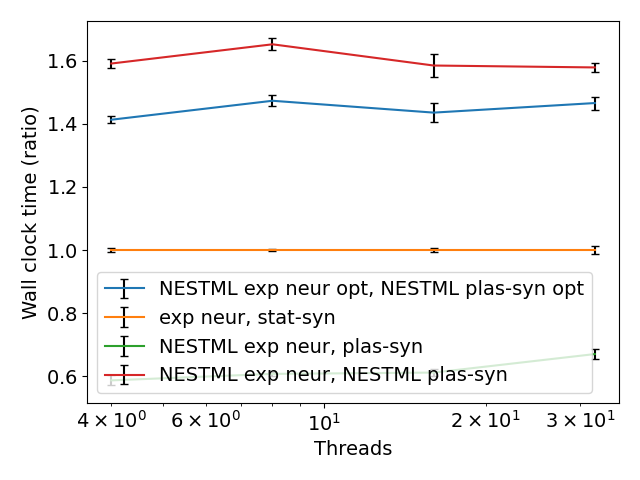 1.6
1.4
1.2
1.0
0.8
0.6
Wall clock time (ratio)
NESTML exp neur opt, NESTML plas-syn opt
exp neur, stat-syn
NESTML exp neur, plas-syn
NESTML exp neur, NESTML plas-syn
4 × 10⁰ 6 × 10⁰ 10¹ 2 × 10¹ 3 × 10¹
Threads